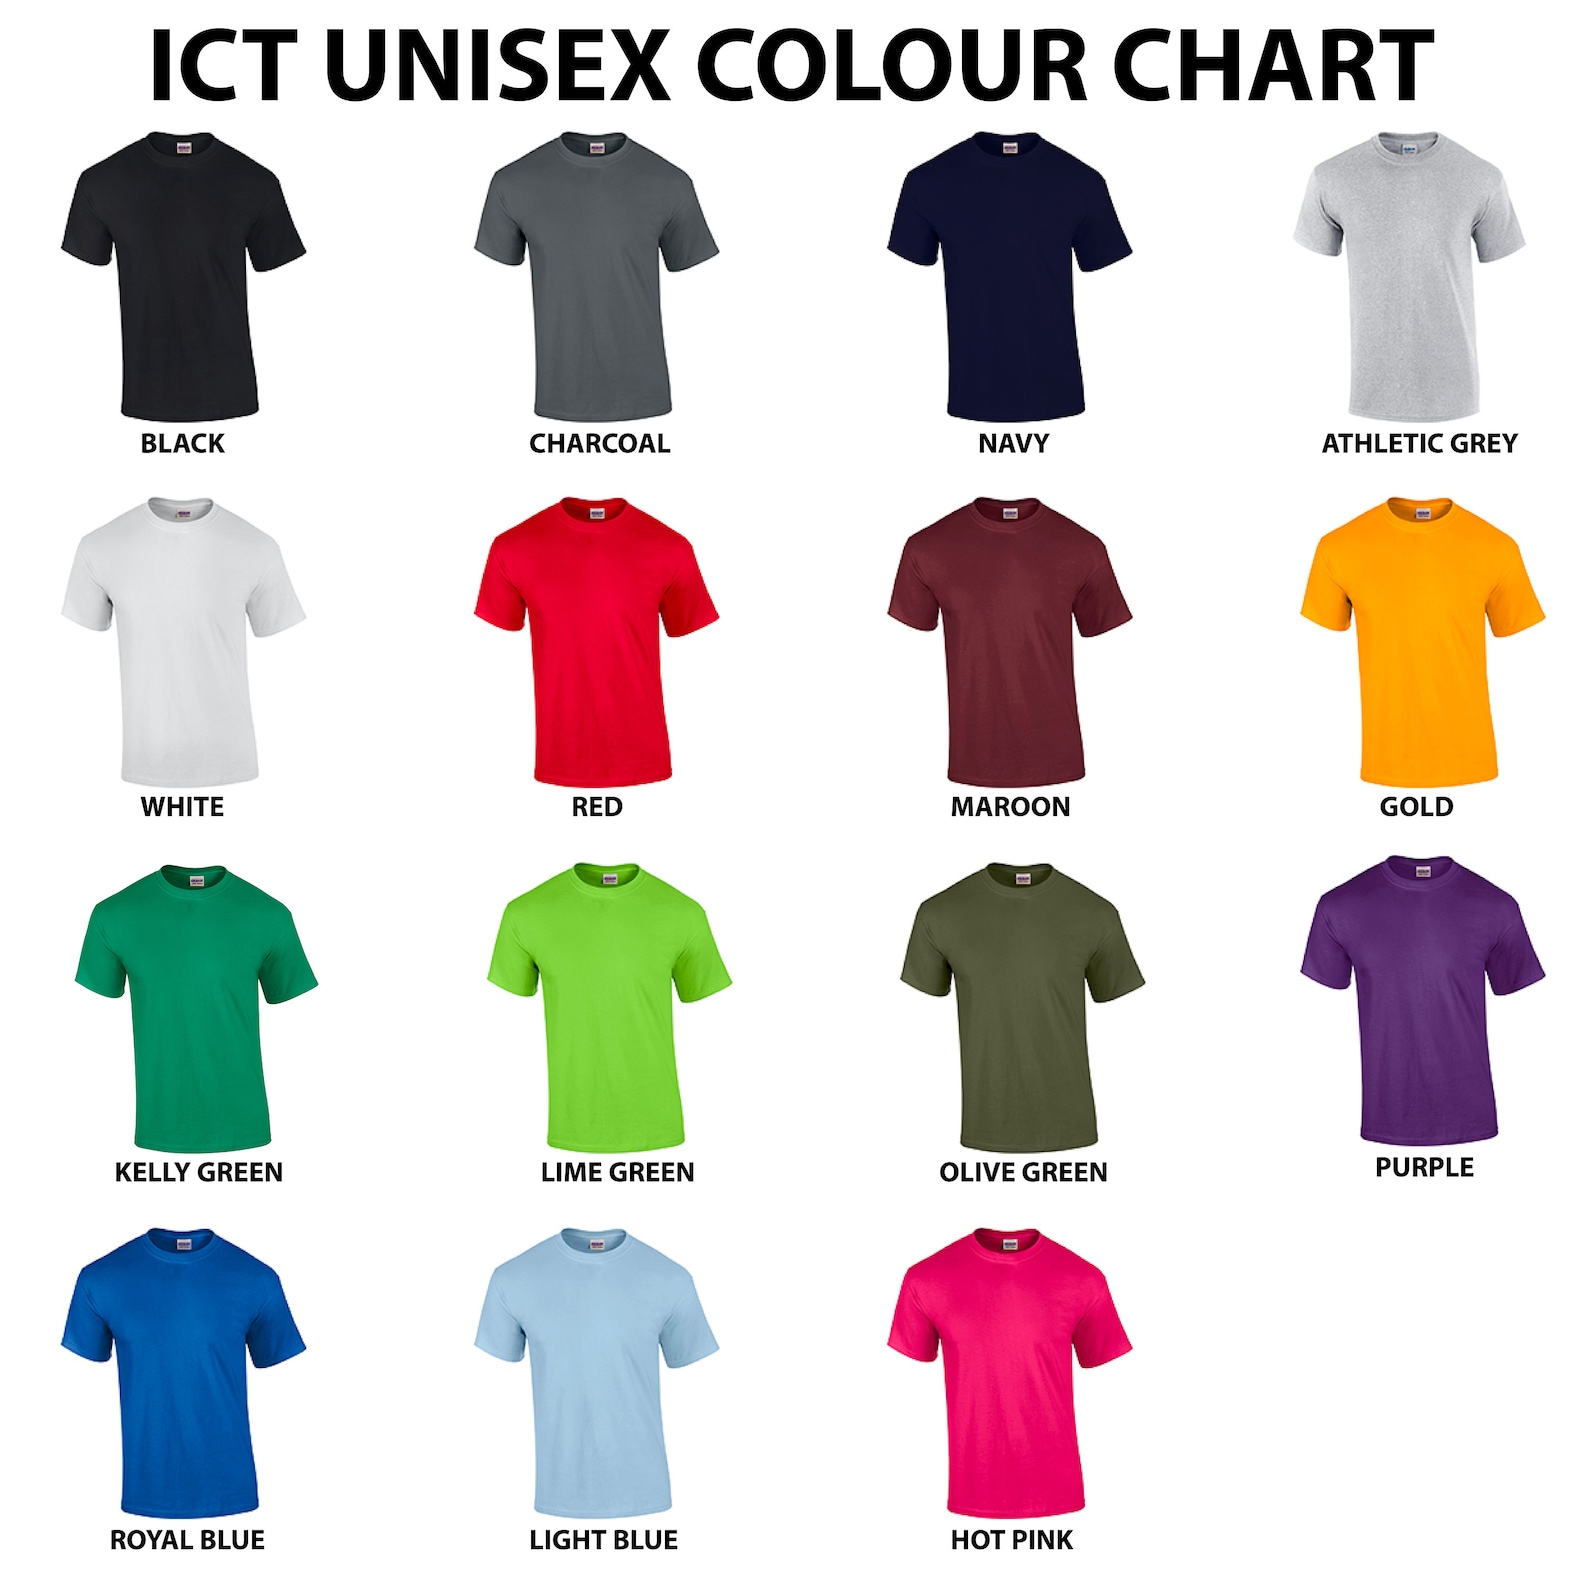 ICT UNISEX COLOUR CHART
BLACK
CHARCOAL
NAVY
ATHLETIC GREY
WHITE
RED
MAROON
GOLD
KELLY GREEN
LIME GREEN
OLIVE GREEN
PURPLE
ROYAL BLUE
LIGHT BLUE
HOT PINK